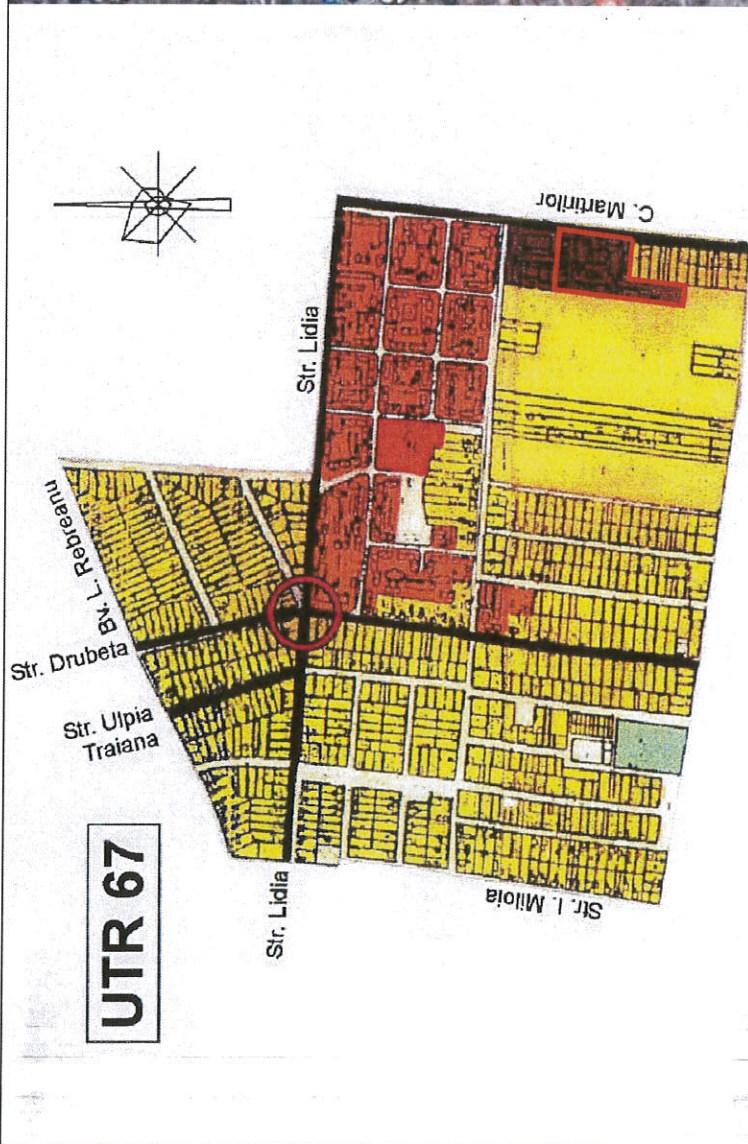 C. Martirilor
Str. Lidia
Bv. L. Rebreanu
Str. Drubeta
Str. Ulpia
Traiana
UTR 67
Str. Lidia
Str. I. Miloia